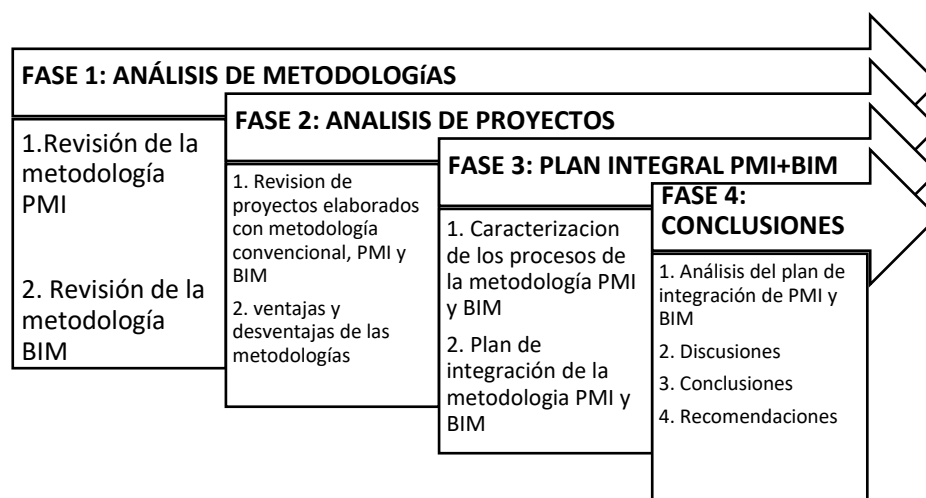 FASE 1: ANÁLISIS DE METODOLOGíAS
1.Revisión de la
metodología
PMI
2. Revisión de la
metodología
BIM
FASE 2: ANALISIS DE PROYECTOS
1. Revision de
proyectos elaborados
con metodología
convencional, PMI y
BIM
2. ventajas y
desventajas de las
metodologías
FASE 3: PLAN INTEGRAL PMI+BIM
1. Caracterizacion
de los procesos de
la metodología PMI
y BIM
2. Plan de
integración de la
metodologia PMI y
BIM
FASE 4:
CONCLUSIONES
1. Análisis del plan de
integración de PMI y
BIM
2. Discusiones
3. Conclusiones
4. Recomendaciones